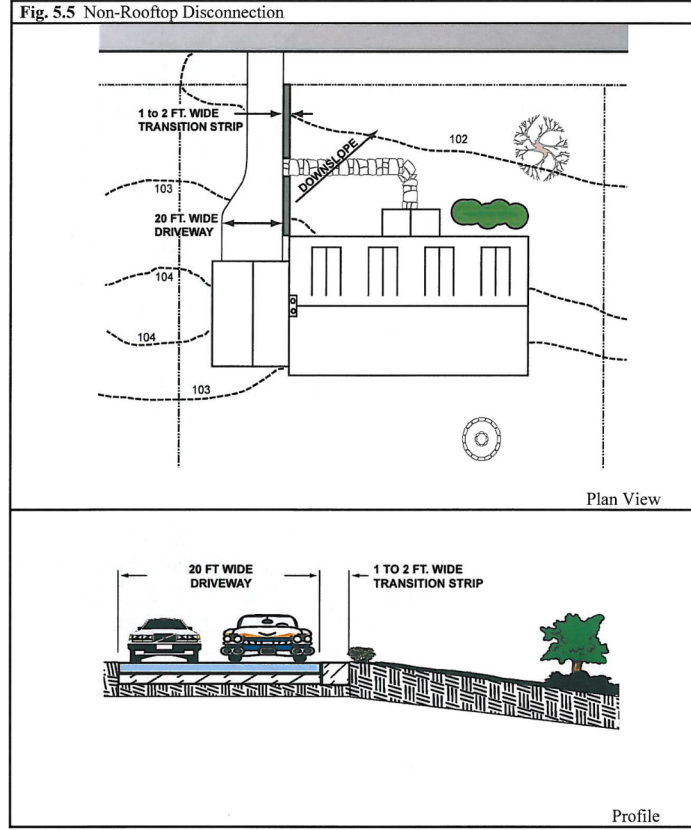 Fig. 5.5 Non-Rooftop Disconnection
1 to 2 FT. WIDE
TRANSITION STRIP
102
DOWNSLOPE
103
20 FT. WIDE
DRIVEWAY
104
104
103
Plan View
20 FT WIDE
DRIVEWAY
1 TO 2 FT. WIDE
TRANSITION STRIP
Profile